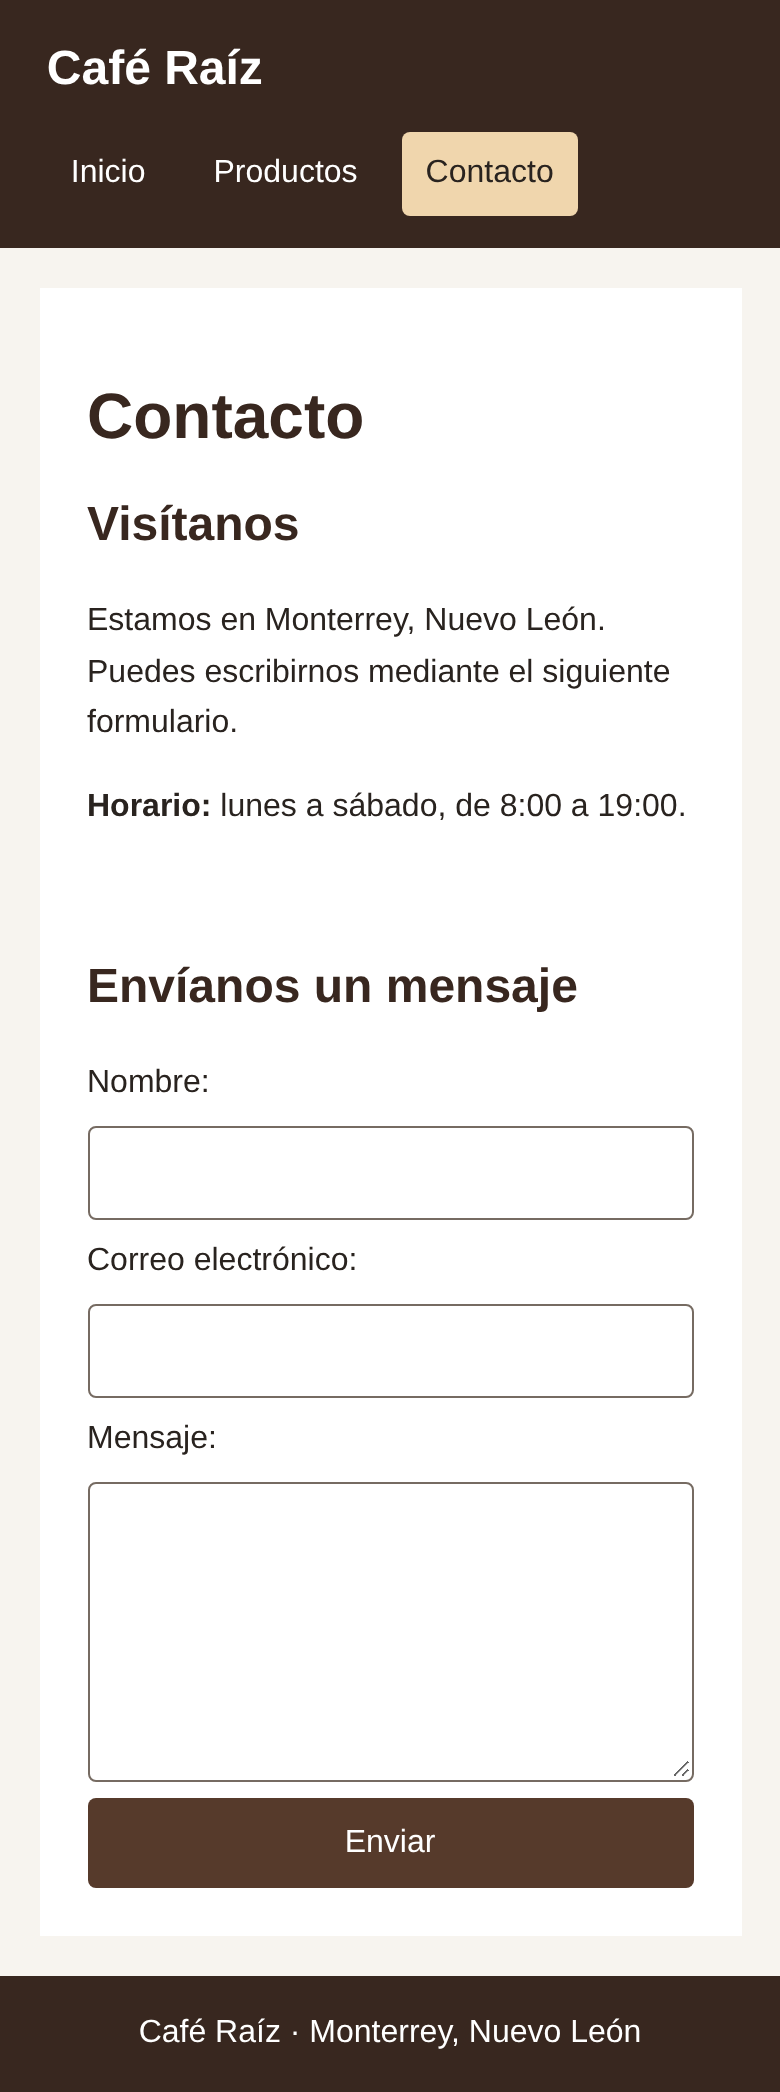 Café Raíz
Inicio Productos Contacto
Contacto
Visítanos
Estamos en Monterrey, Nuevo León.
Puedes escribirnos mediante el siguiente
formulario.
Horario: lunes a sábado, de 8:00 a 19:00.
Envíanos un mensaje
Nombre:
Correo electrónico:
Mensaje:
Enviar
Café Raíz · Monterrey, Nuevo León